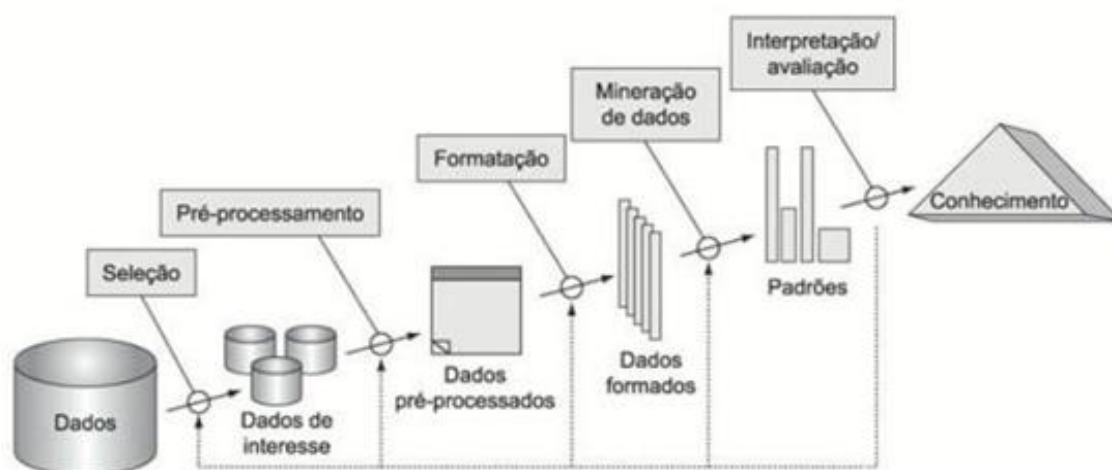 Interpretação/
avaliação
Mineração
de dados
Formatação
Pré-processamento
Seleção
Dados
Dados de
interesse
Dados
pré-processados
Dados
formados
Padrões
Conhecimento